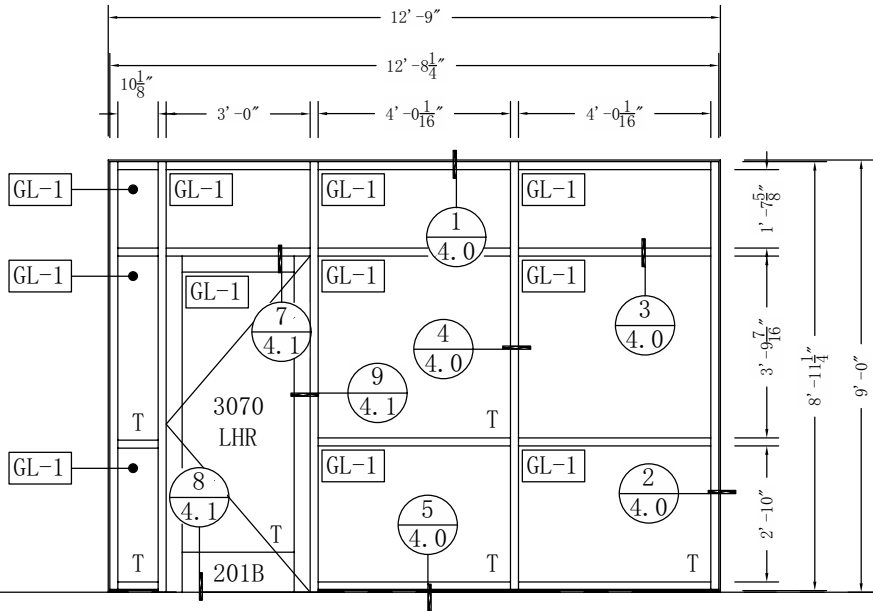 12'-9"
12'-8 1/4"
10 1/8"
3'-0"
4'-0 1/16"
4'-0 1/16"
GL-1
GL-1
GL-1
GL-1
1
4.0
1'-7 5/8"
GL-1
GL-1
GL-1
GL-1
7
4.1
4
4.0
3
4.0
3'-9 7/16"
8'-11 1/4"
9'-0"
9
4.1
3070
LHR
T
T
GL-1
GL-1
GL-1
8
4.1
5
4.0
2
4.0
2'-10"
T
T
T
T
201B